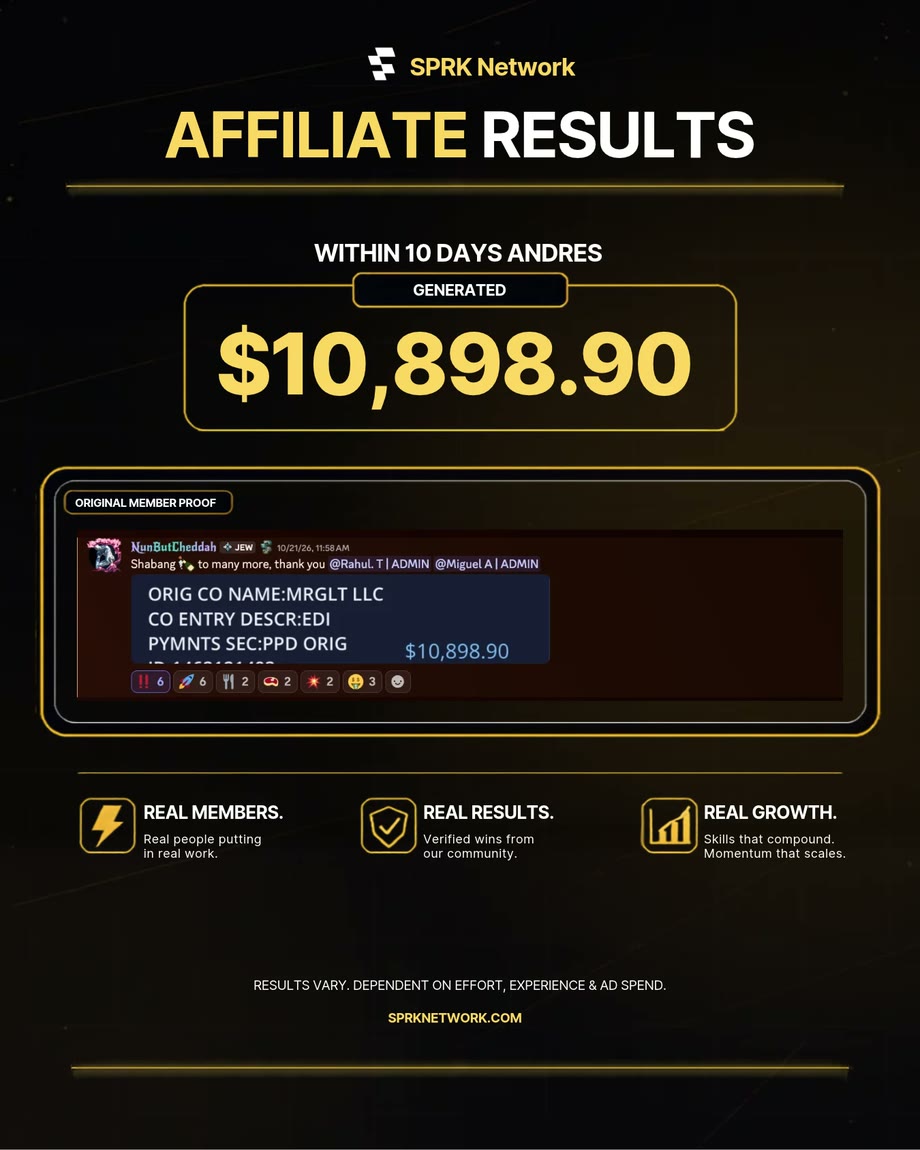 SPRK Network
AFFILIATE RESULTS
WITHIN 10 DAYS ANDRES
GENERATED
$10,898.90
ORIGINAL MEMBER PROOF
NunButCheddah JEW 10/21/26, 11:58 AM
Shabang to many more, thank you @Rahul. T | ADMIN @Miguel A | ADMIN
ORIG CO NAME:MRGLT LLC
CO ENTRY DESCR:EDI
PYMNTS SEC:PPD ORIG
$10,898.90
6 6 2 2 2 3
REAL MEMBERS.
Real people putting
in real work.
REAL RESULTS.
Verified wins from
our community.
REAL GROWTH.
Skills that compound.
Momentum that scales.
RESULTS VARY. DEPENDENT ON EFFORT, EXPERIENCE & AD SPEND.
SPRKNETWORK.COM